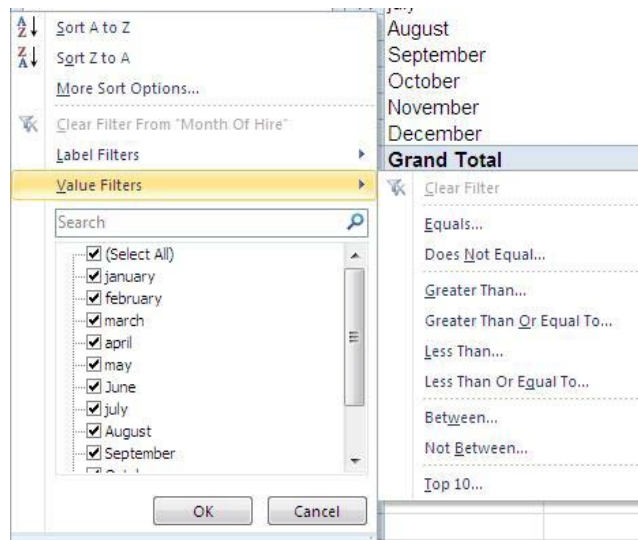 Sort A to Z
Sort Z to A
More Sort Options...
Clear Filter From "Month Of Hire"
Label Filters
Value Filters
Search
(Select All)
january
february
march
april
may
June
july
August
September
OK
Cancel
july
August
September
October
November
December
Grand Total
Clear Filter
Equals...
Does Not Equal...
Greater Than...
Greater Than Or Equal To...
Less Than...
Less Than Or Equal To...
Between...
Not Between...
Top 10...